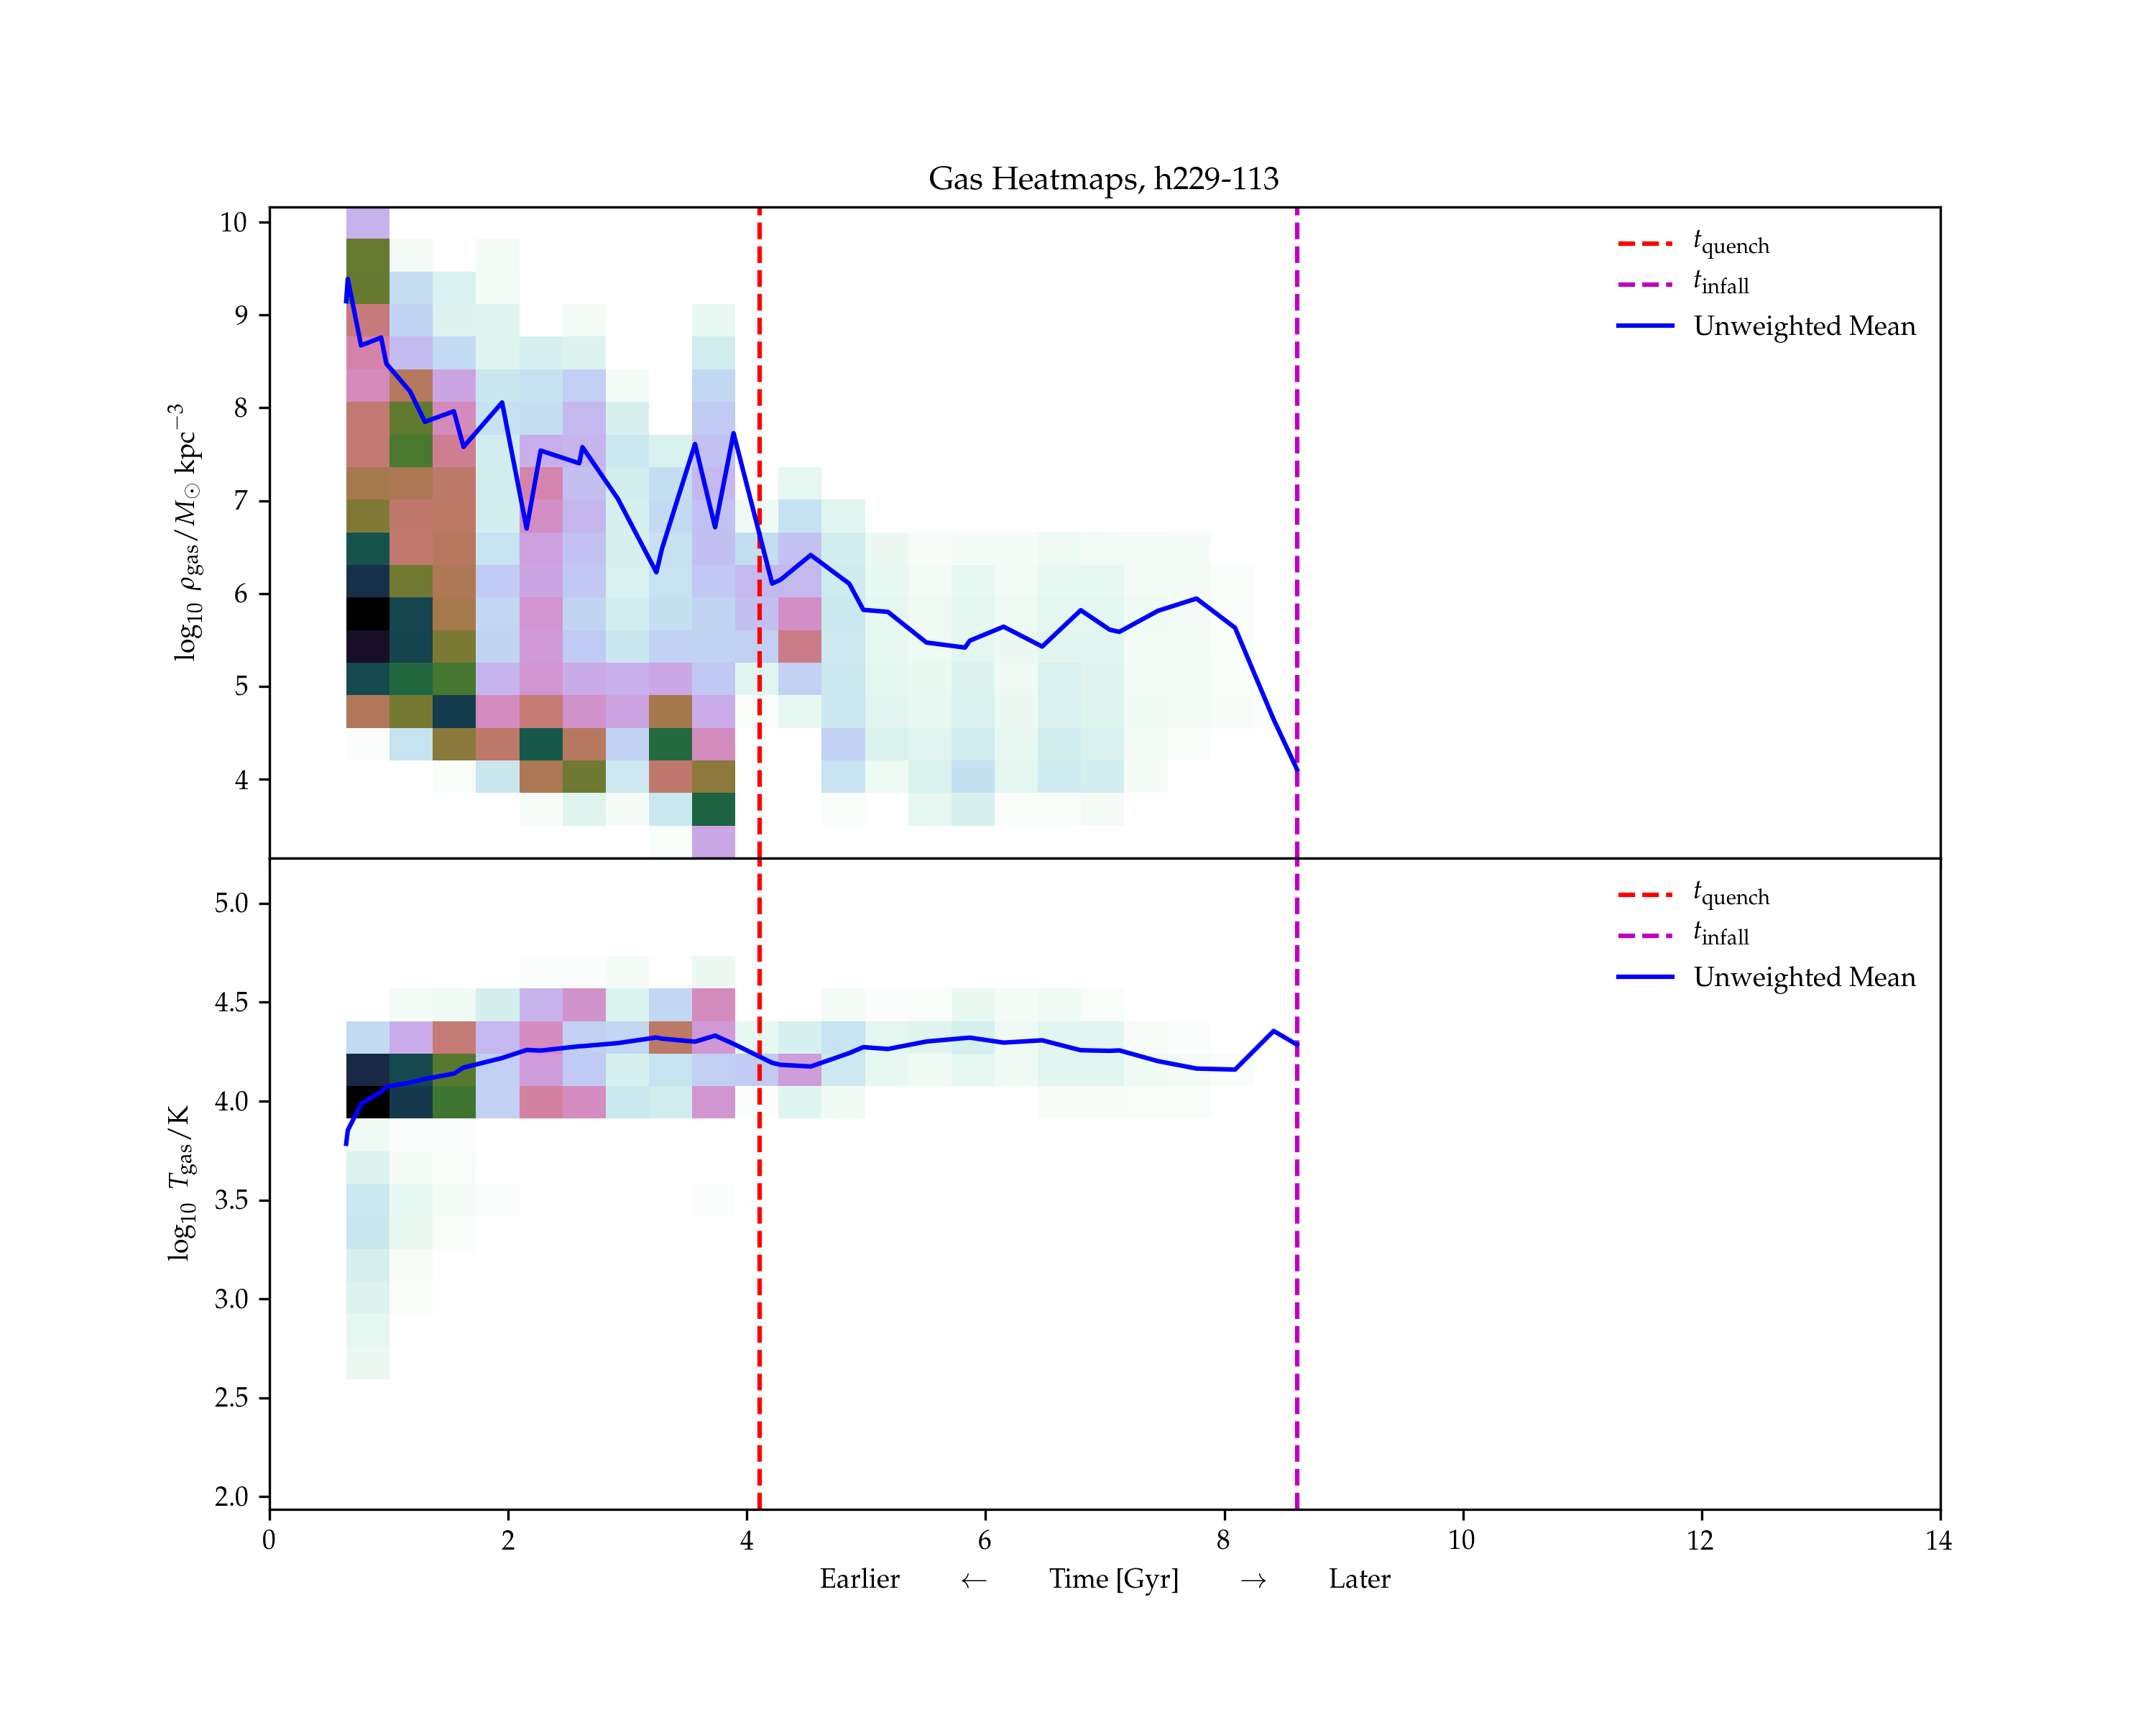 Gas Heatmaps, h229-113
10
9
8
7
6
5
4
log₁₀ ρgas/M⊙ kpc⁻³
tquench
tinfall
Unweighted Mean
5.0
4.5
4.0
3.5
3.0
2.5
2.0
log₁₀ Tgas/K
tquench
tinfall
Unweighted Mean
0 2 4 6 8 10 12 14
Earlier ← Time [Gyr] → Later